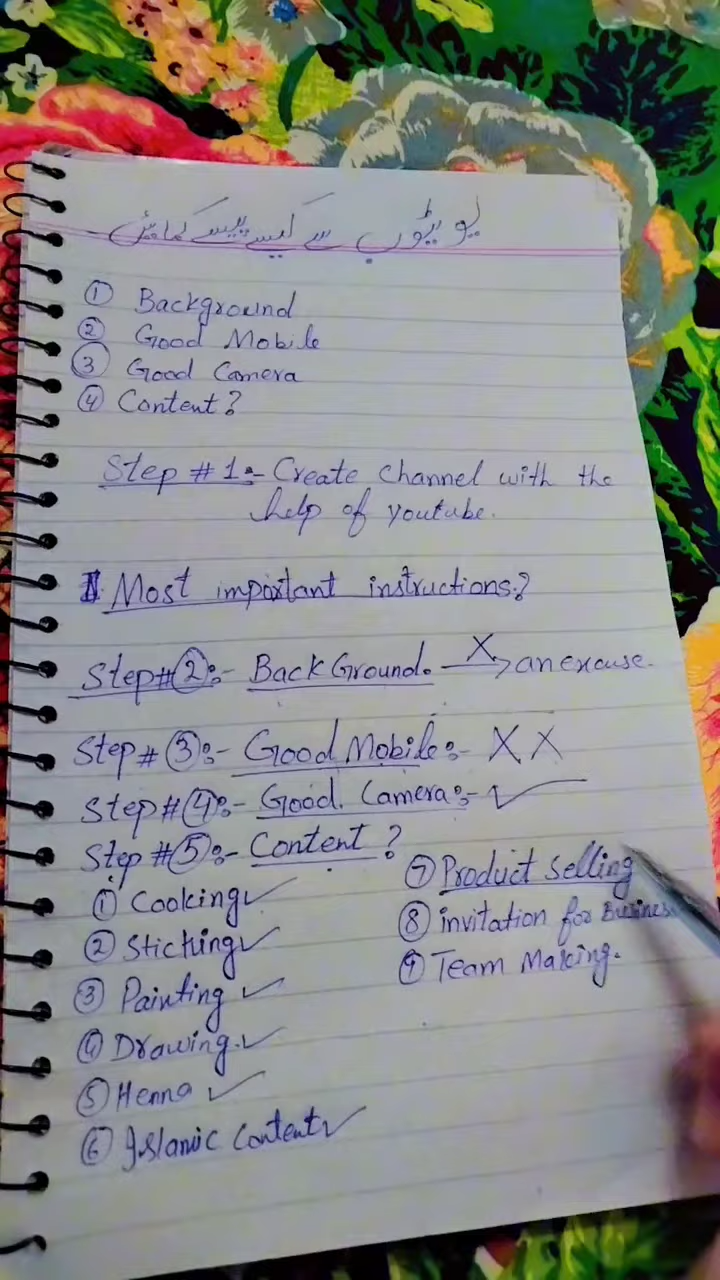 یوٹیوب سے کیسے پیسے کمائیں -
① Background
② Good Mobile
③ Good Camera
④ Content?
Step # 1:- Create channel with the
help of youtube.
Most important instructions?
Step#②:- BackGround. X → an excuse.
Step# ③:- Good Mobile:- X X
Step#④:- Good. Camera:- ✓
Step #⑤:- Content?
① Cooking ✓
② Stiching ✓
③ Painting ✓
④ Drawing. ✓
⑤ Henna ✓
⑥ Islamic Content ✓
⑦ Product Selling
⑧ invitation for Business
⑨ Team Making.